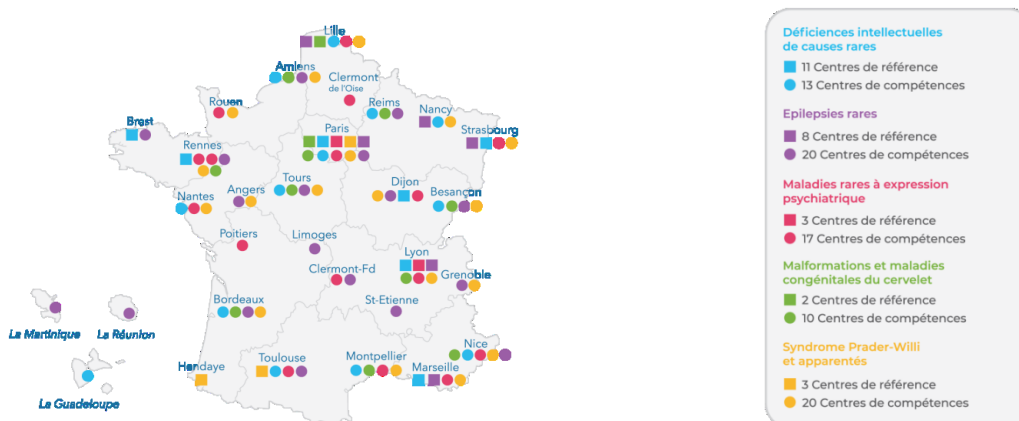 Lille
Amiens
Clermont
de l'Oise
Rouen
Reims
Nancy
Brest
Paris
Strasbourg
Rennes
Dijon
Tours
Angers
Besançon
Nantes
Poitiers
Limoges
Lyon
Clermont-Fd
Grenoble
Bordeaux
St-Etienne
La Martinique
La Réunion
Nice
Hendaye
Toulouse
Montpellier
Marseille
La Guadeloupe
Déficiences intellectuelles
de causes rares
11 Centres de référence
13 Centres de compétences
Epilepsies rares
8 Centres de référence
20 Centres de compétences
Maladies rares à expression
psychiatrique
3 Centres de référence
17 Centres de compétences
Malformations et maladies
congénitales du cervelet
2 Centres de référence
10 Centres de compétences
Syndrome Prader-Willi
et apparentés
3 Centres de référence
20 Centres de compétences